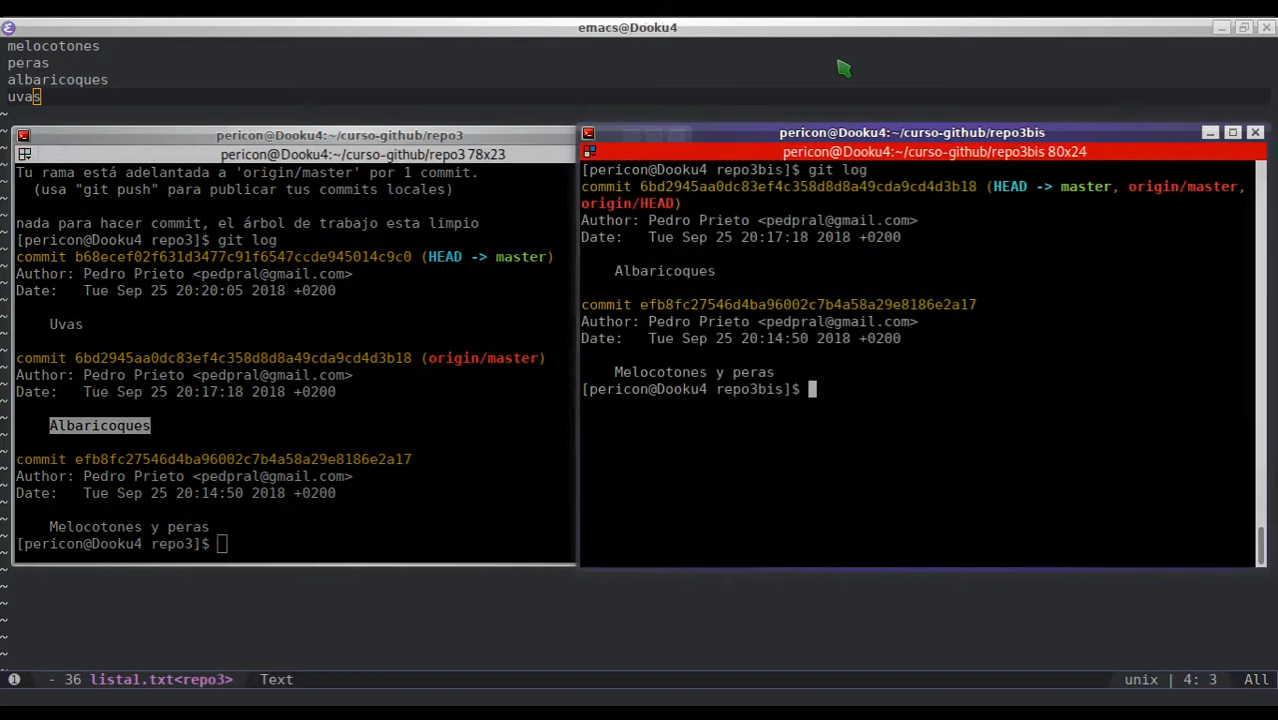 emacs@Dooku4
melocotones
peras
albaricoques
uvas
~
pericon@Dooku4:~/curso-github/repo3
pericon@Dooku4:~/curso-github/repo3 78x23
Tu rama está adelantada a 'origin/master' por 1 commit.
(usa "git push" para publicar tus commits locales)
nada para hacer commit, el árbol de trabajo esta limpio
[pericon@Dooku4 repo3]$ git log
commit b68ecef02f631d3477c91f6547ccde945014c9c0 (HEAD -> master)
Author: Pedro Prieto <pedpral@gmail.com>
Date:   Tue Sep 25 20:20:05 2018 +0200
Uvas
commit 6bd2945aa0dc83ef4c358d8d8a49cda9cd4d3b18 (origin/master)
Author: Pedro Prieto <pedpral@gmail.com>
Date:   Tue Sep 25 20:17:18 2018 +0200
Albaricoques
commit efb8fc27546d4ba96002c7b4a58a29e8186e2a17
Author: Pedro Prieto <pedpral@gmail.com>
Date:   Tue Sep 25 20:14:50 2018 +0200
Melocotones y peras
[pericon@Dooku4 repo3]$
pericon@Dooku4:~/curso-github/repo3bis
pericon@Dooku4:~/curso-github/repo3bis 80x24
[pericon@Dooku4 repo3bis]$ git log
commit 6bd2945aa0dc83ef4c358d8d8a49cda9cd4d3b18 (HEAD -> master, origin/master,
origin/HEAD)
Author: Pedro Prieto <pedpral@gmail.com>
Date:   Tue Sep 25 20:17:18 2018 +0200
Albaricoques
commit efb8fc27546d4ba96002c7b4a58a29e8186e2a17
Author: Pedro Prieto <pedpral@gmail.com>
Date:   Tue Sep 25 20:14:50 2018 +0200
Melocotones y peras
[pericon@Dooku4 repo3bis]$
1 - 36 lista1.txt<repo3> Text unix | 4: 3 All